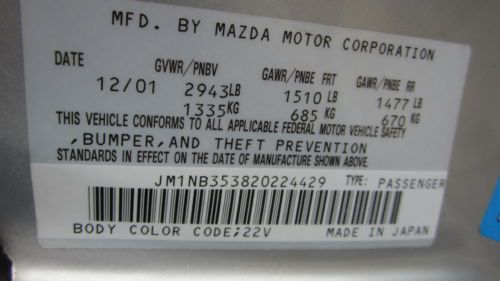 MFD. BY MAZDA MOTOR CORPORATION
DATE GVWR/PNBV GAWR/PNBE FRT GAWR/PNBE RR
12/01 2943LB 1510 LB 1477 LB
1335KG 685 KG 670 KG
THIS VEHICLE CONFORMS TO ALL APPLICABLE FEDERAL MOTOR VEHICLE SAFETY
,BUMPER,AND THEFT PREVENTION
STANDARDS IN EFFECT ON THE DATE OF MANUFACTURE SHOWN ABOVE.
JM1NB353820224429 TYPE: PASSENGER
BODY COLOR CODE;22V MADE IN JAPAN